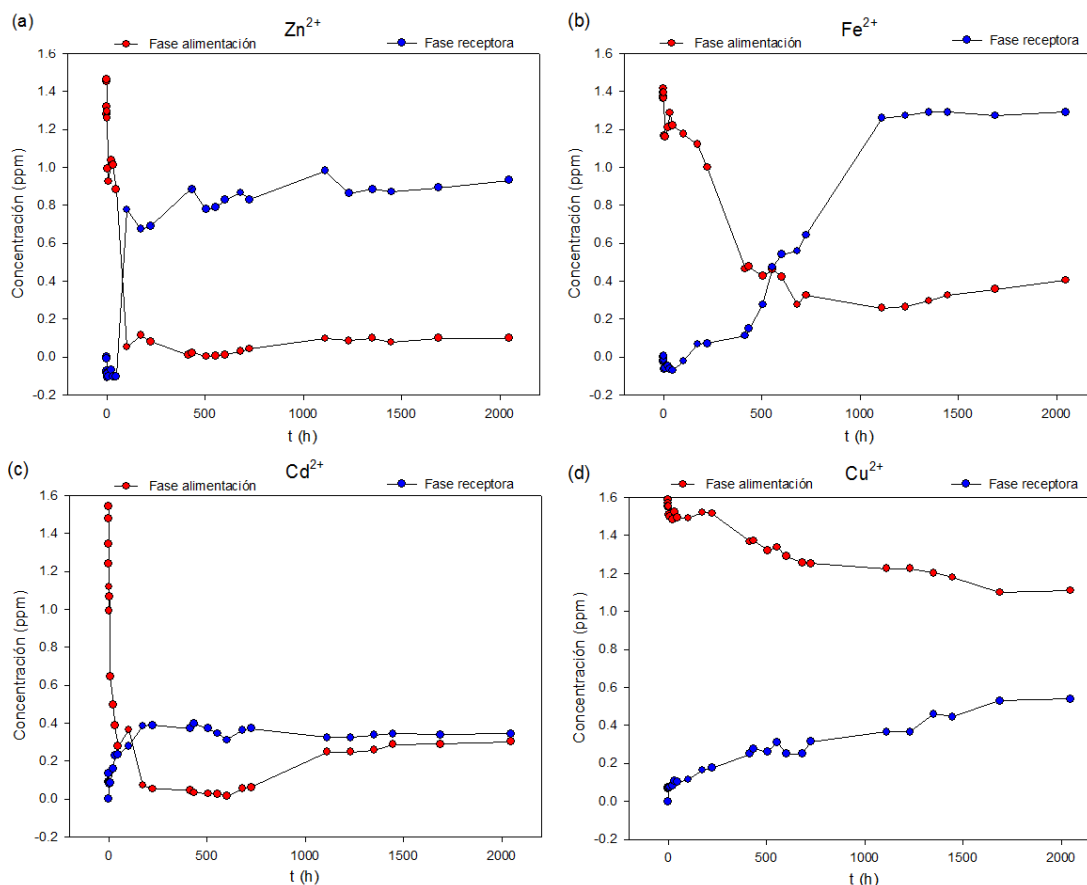 (a)
Zn2+
Fase alimentación
Fase receptora
1.6
1.4
1.2
1.0
0.8
0.6
0.4
0.2
0.0
-0.2
Concentración (ppm)
0
500
1000
1500
2000
t (h)
(b)
Fe2+
Fase alimentación
Fase receptora
1.6
1.4
1.2
1.0
0.8
0.6
0.4
0.2
0.0
-0.2
Concentración (ppm)
0
500
1000
1500
2000
t (h)
(c)
Cd2+
Fase alimentación
Fase receptora
1.6
1.4
1.2
1.0
0.8
0.6
0.4
0.2
0.0
-0.2
Concentración (ppm)
0
500
1000
1500
2000
t (h)
(d)
Cu2+
Fase alimentación
Fase receptora
1.6
1.4
1.2
1.0
0.8
0.6
0.4
0.2
0.0
-0.2
Concentración (ppm)
0
500
1000
1500
2000
t (h)